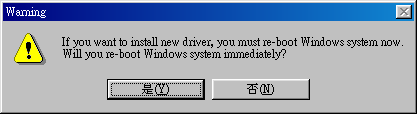 Warning
If you want to install new driver, you must re-boot Windows system now.
Will you re-boot Windows system immediately?
是(Y)
否(N)